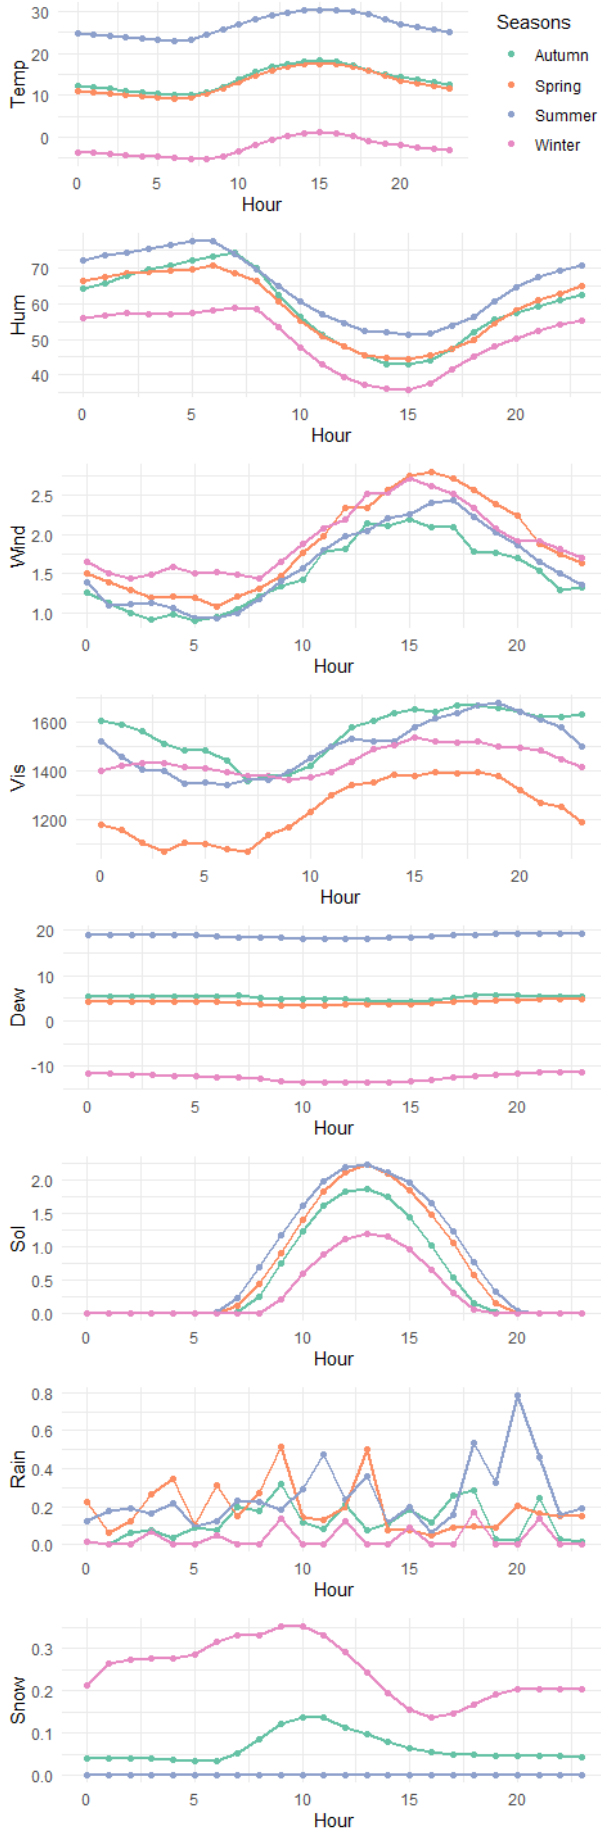 Seasons
Autumn
Spring
Summer
Winter
Temp
30
20
10
0
0 5 10 15 20
Hour
Hum
70
60
50
40
0 5 10 15 20
Hour
Wind
2.5
2.0
1.5
1.0
0 5 10 15 20
Hour
Vis
1600
1400
1200
0 5 10 15 20
Hour
Dew
20
10
0
-10
0 5 10 15 20
Hour
Sol
2.0
1.5
1.0
0.5
0.0
0 5 10 15 20
Hour
Rain
0.8
0.6
0.4
0.2
0.0
0 5 10 15 20
Hour
Snow
0.3
0.2
0.1
0.0
0 5 10 15 20
Hour